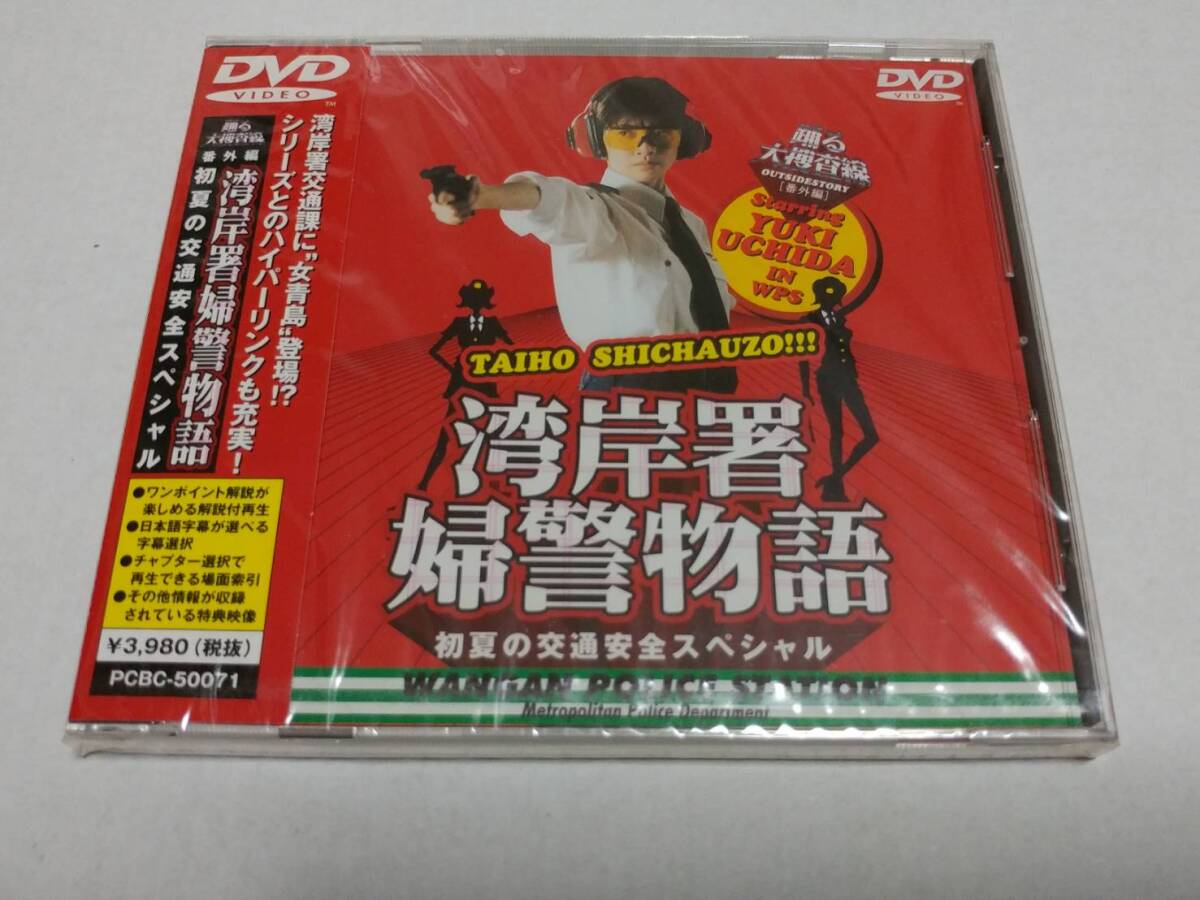 DVD
VIDEO
TM
踊る
大捜査線
番外編
湾岸署婦警物語
初夏の交通安全スペシャル
湾岸署交通課に"女青島"登場!?
シリーズとのハイパーリンクも充実!
●ワンポイント解説が
楽しめる解説付再生
●日本語字幕が選べる
字幕選択
●チャプター選択で
再生できる場面索引
●その他情報が収録
されている特典映像
¥3,980(税抜)
PCBC-50071
DVD
VIDEO
踊る
大捜査線
OUTSIDESTORY
[番外編]
Starring
YUKI
UCHIDA
IN
WPS
TAIHO SHICHAUZO!!!
湾岸署
婦警物語
初夏の交通安全スペシャル
WANGAN POLICE STATION
Metropolitan Police Department